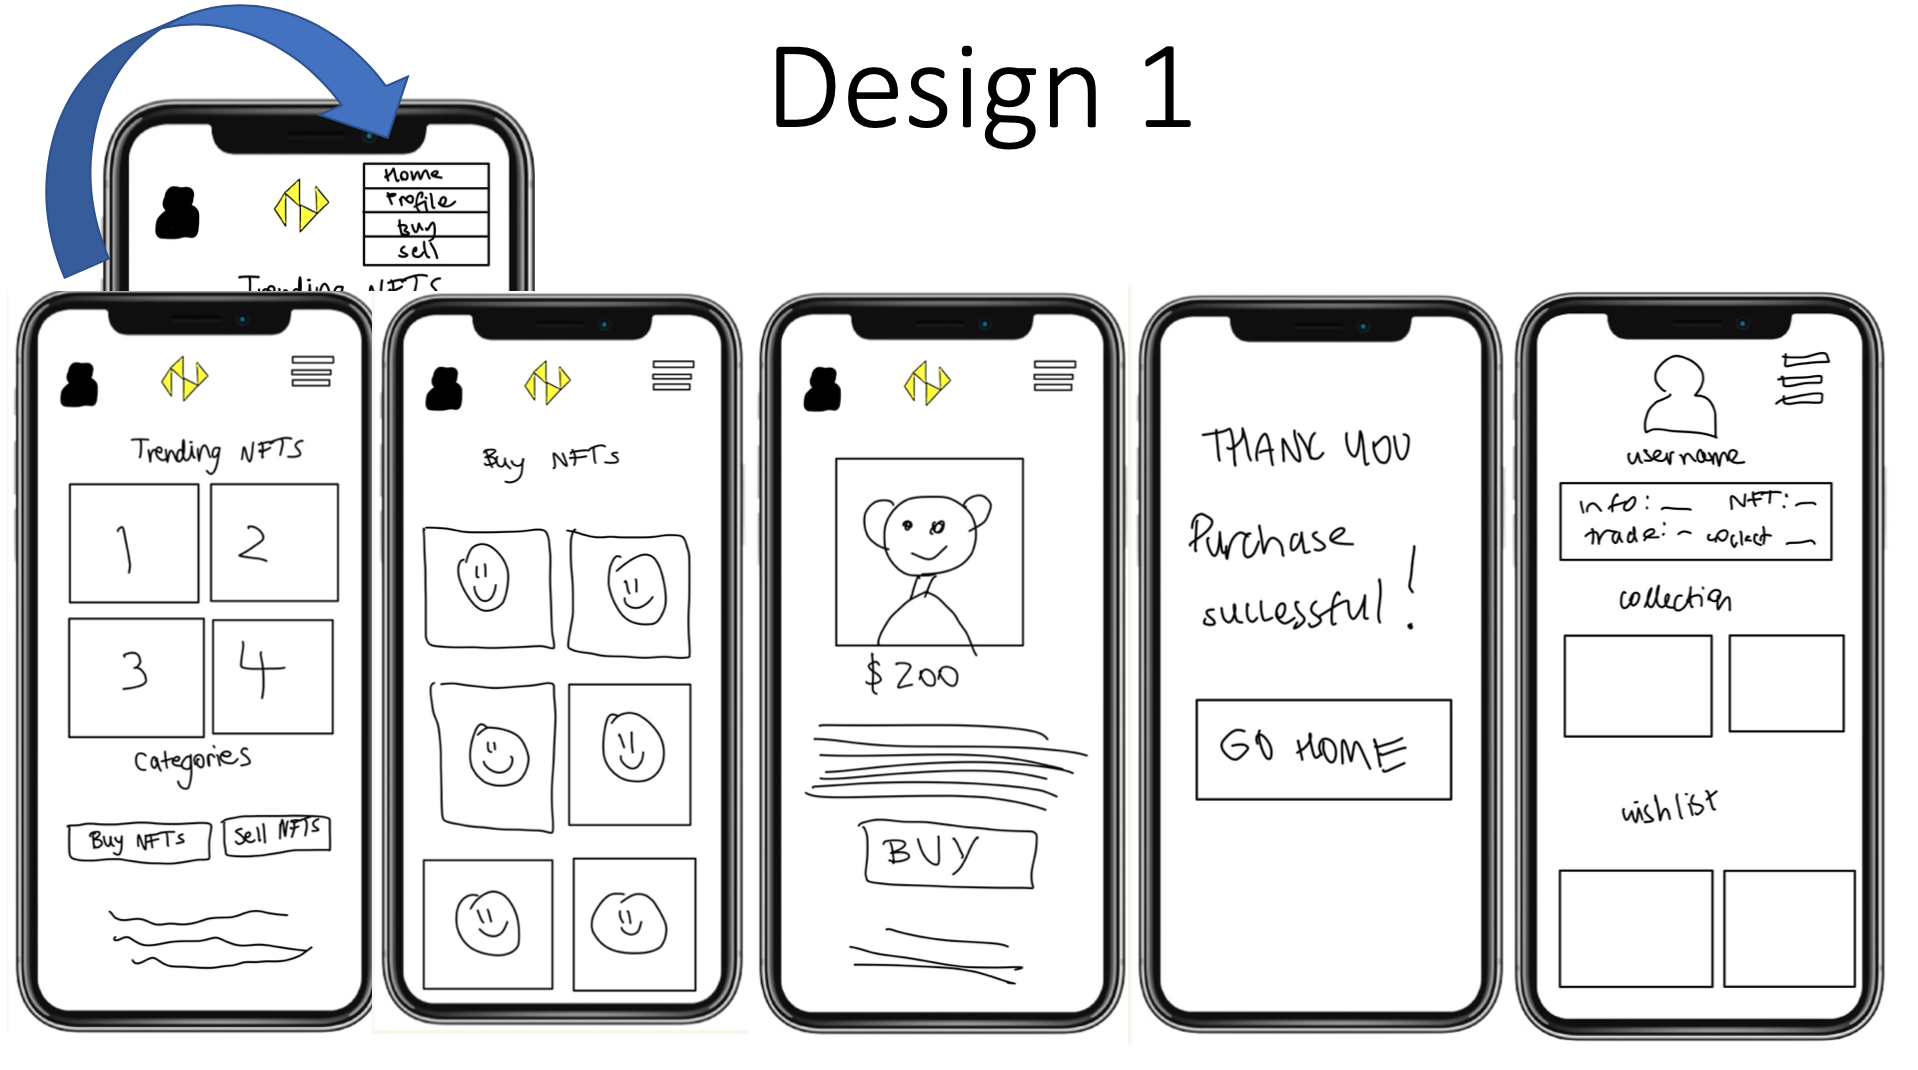 Design 1
Home
Profile
Buy
sell
Trending NFTS
Trending NFTS
1
2
3
4
Categories
Buy NFTs
Sell NFTs
Buy NFTs
$200
BUY
THANK YOU
Purchase
successful!
GO HOME
username
info: NFT:
trade:
collection
wishlist